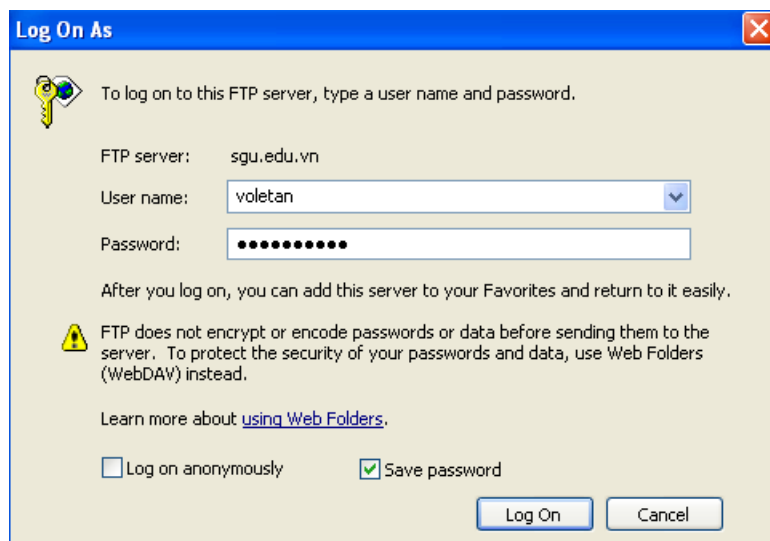 Log On As
To log on to this FTP server, type a user name and password.
FTP server: sgu.edu.vn
User name: voletan
Password: ●●●●●●●●●●
After you log on, you can add this server to your Favorites and return to it easily.
FTP does not encrypt or encode passwords or data before sending them to the
server. To protect the security of your passwords and data, use Web Folders
(WebDAV) instead.
Learn more about using Web Folders.
Log on anonymously Save password
Log On Cancel